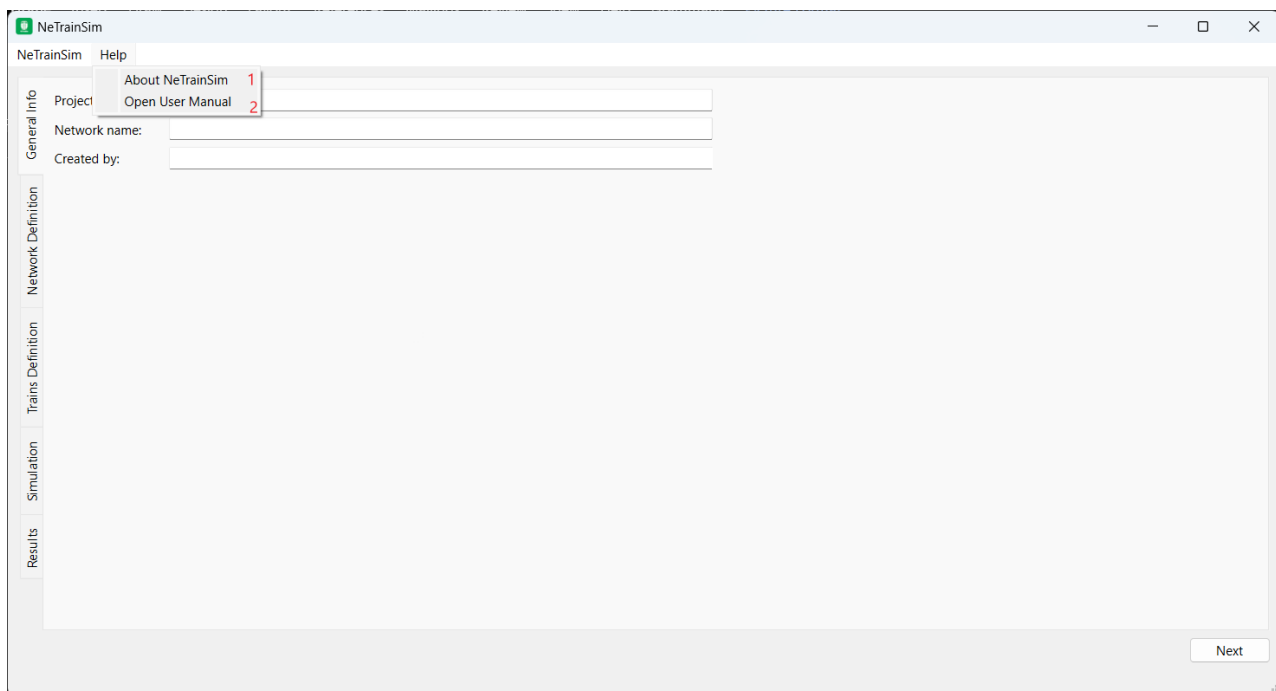 NeTrainSim
NeTrainSim Help
About NeTrainSim 1
Open User Manual 2
General Info
Project
Network name:
Created by:
Network Definition
Trains Definition
Simulation
Results
Next